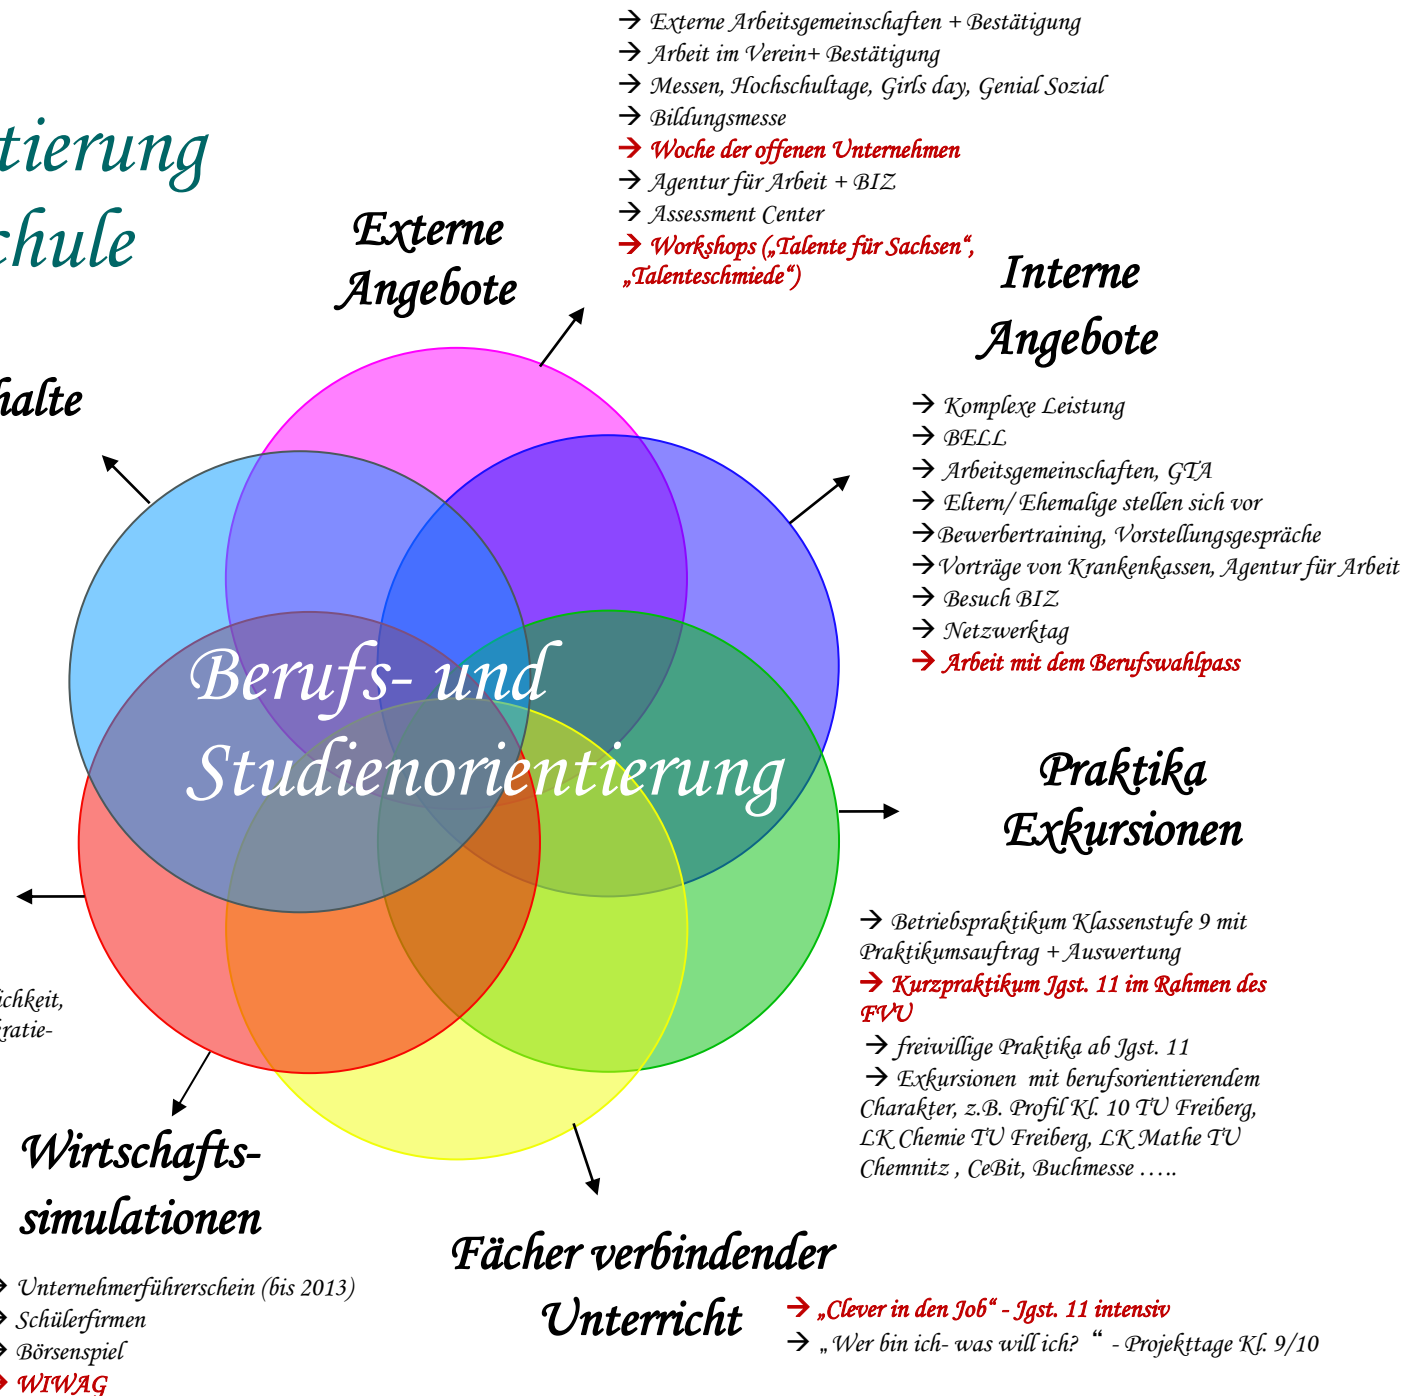 → Externe Arbeitsgemeinschaften + Bestätigung
→ Arbeit im Verein+ Bestätigung
→ Messen, Hochschultage, Girls day, Genial Sozial
→ Bildungsmesse
→ Woche der offenen Unternehmen
→ Agentur für Arbeit + BIZ
→ Assessment Center
→ Workshops („Talente für Sachsen“,
„Talenteschmiede“)
tierung
chule
Externe
Angebote
Interne
Angebote
→ Komplexe Leistung
→ BELL
→ Arbeitsgemeinschaften, GTA
→ Eltern/ Ehemalige stellen sich vor
→Bewerbertraining, Vorstellungsgespräche
→Vorträge von Krankenkassen, Agentur für Arbeit
→ Besuch BIZ
→ Netzwerktag
→ Arbeit mit dem Berufswahlpass
halte
Berufs- und
Studienorientierung
Praktika
Exkursionen
→ Betriebspraktikum Klassenstufe 9 mit
Praktikumsauftrag + Auswertung
→ Kurzpraktikum Jgst. 11 im Rahmen des
FVU
→ freiwillige Praktika ab Jgst. 11
→ Exkursionen mit berufsorientierendem
Charakter, z.B. Profil Kl. 10 TU Freiberg,
LK Chemie TU Freiberg, LK Mathe TU
Chemnitz , CeBit, Buchmesse …..
ichkeit,
ratie-
Wirtschafts-
simulationen
→ Unternehmerführerschein (bis 2013)
→ Schülerfirmen
→ Börsenspiel
→ WIWAG
Fächer verbindender
Unterricht
→ „Clever in den Job“ - Jgst. 11 intensiv
→ „Wer bin ich- was will ich? “ - Projekttage Kl. 9/10